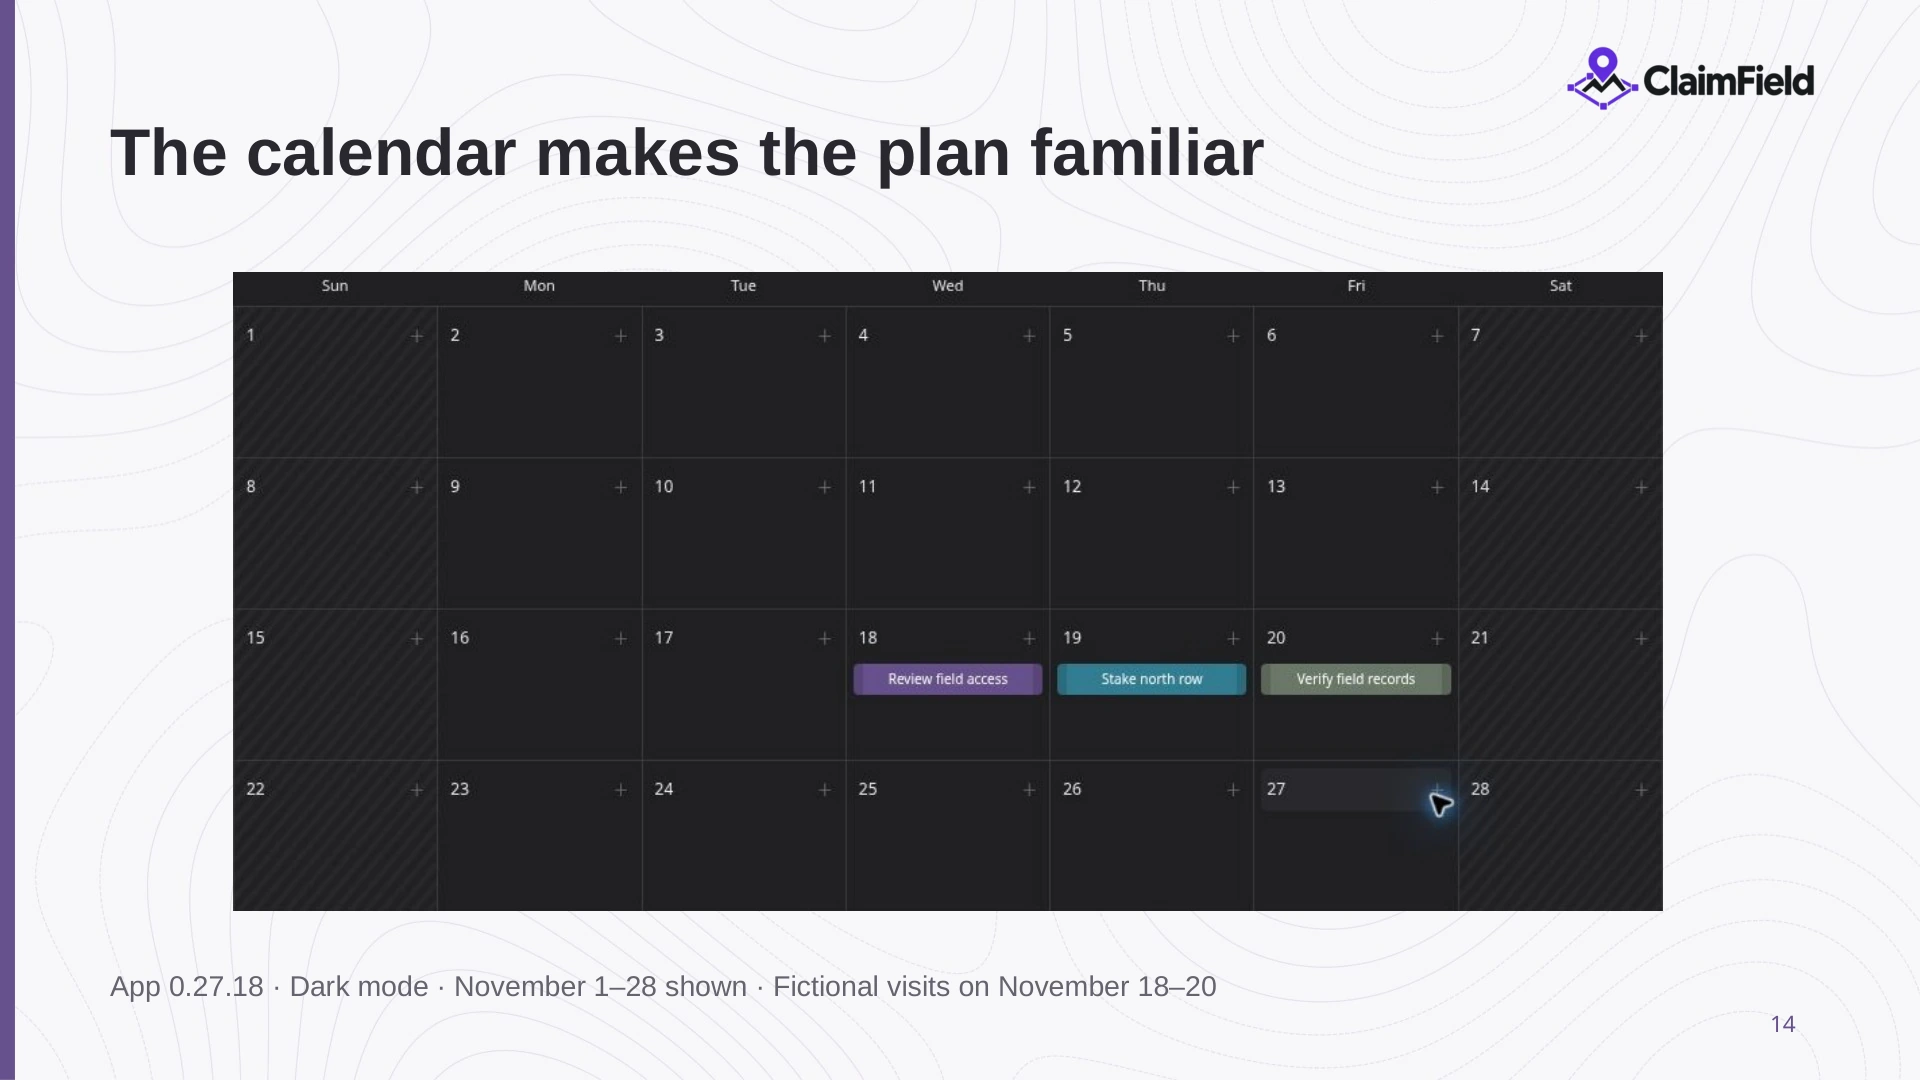 ClaimField
The calendar makes the plan familiar
Sun Mon Tue Wed Thu Fri Sat
1 + 2 + 3 + 4 + 5 + 6 + 7 +
8 + 9 + 10 + 11 + 12 + 13 + 14 +
15 + 16 + 17 + 18 + 19 + 20 + 21 +
Review field access Stake north row Verify field records
22 + 23 + 24 + 25 + 26 + 27 + 28 +
App 0.27.18 · Dark mode · November 1–28 shown · Fictional visits on November 18–20
14